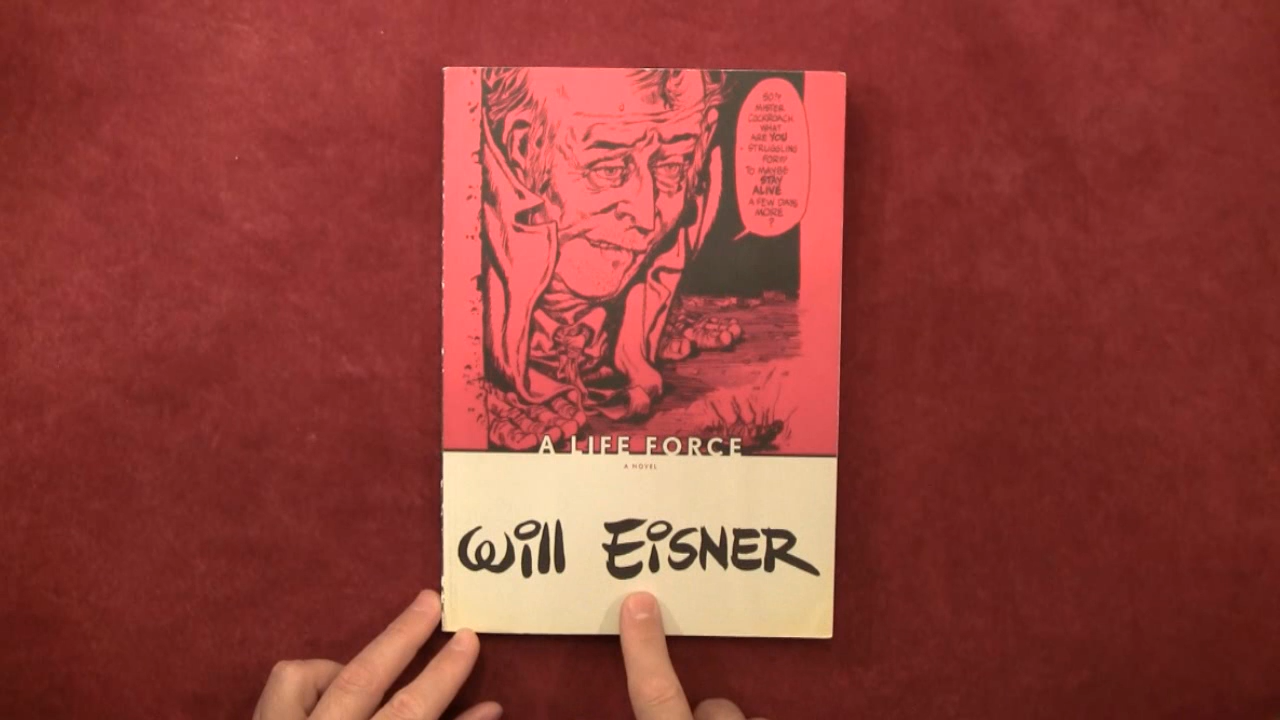 SO??
MISTER
COCKROACH
WHAT
ARE YOU
STRUGGLING
FOR??
TO MAYBE
STAY
ALIVE
A FEW DAYS
MORE
?
A LIFE FORCE
A NOVEL
Will EiSNER